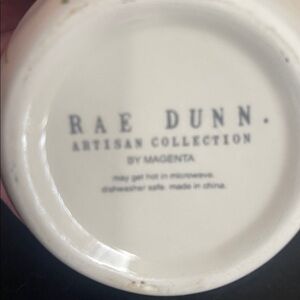 RAE DUNN.
ARTISAN COLLECTION
BY MAGENTA
may get hot in microwave.
dishwasher safe. made in china.